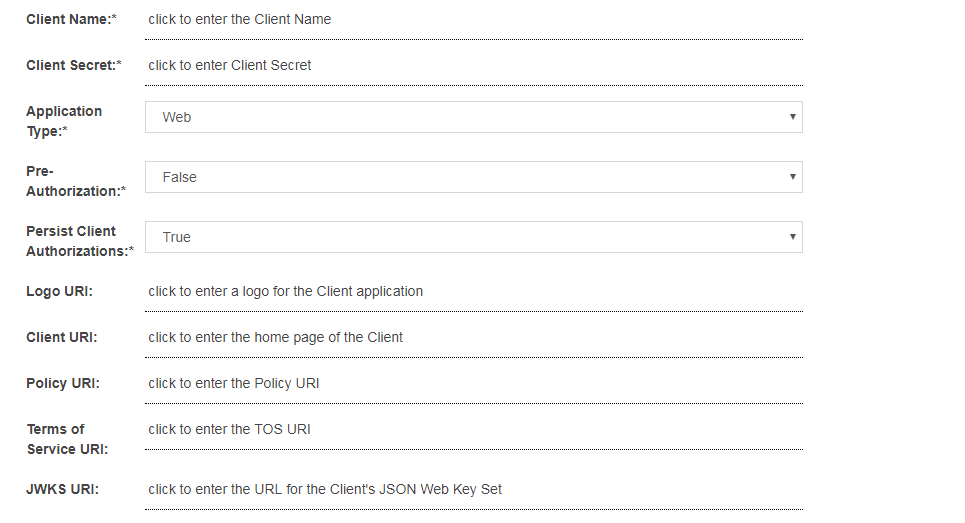 Client Name:* click to enter the Client Name
Client Secret:* click to enter Client Secret
Application
Type:* Web
Pre-
Authorization:* False
Persist Client
Authorizations:* True
Logo URI: click to enter a logo for the Client application
Client URI: click to enter the home page of the Client
Policy URI: click to enter the Policy URI
Terms of
Service URI: click to enter the TOS URI
JWKS URI: click to enter the URL for the Client's JSON Web Key Set